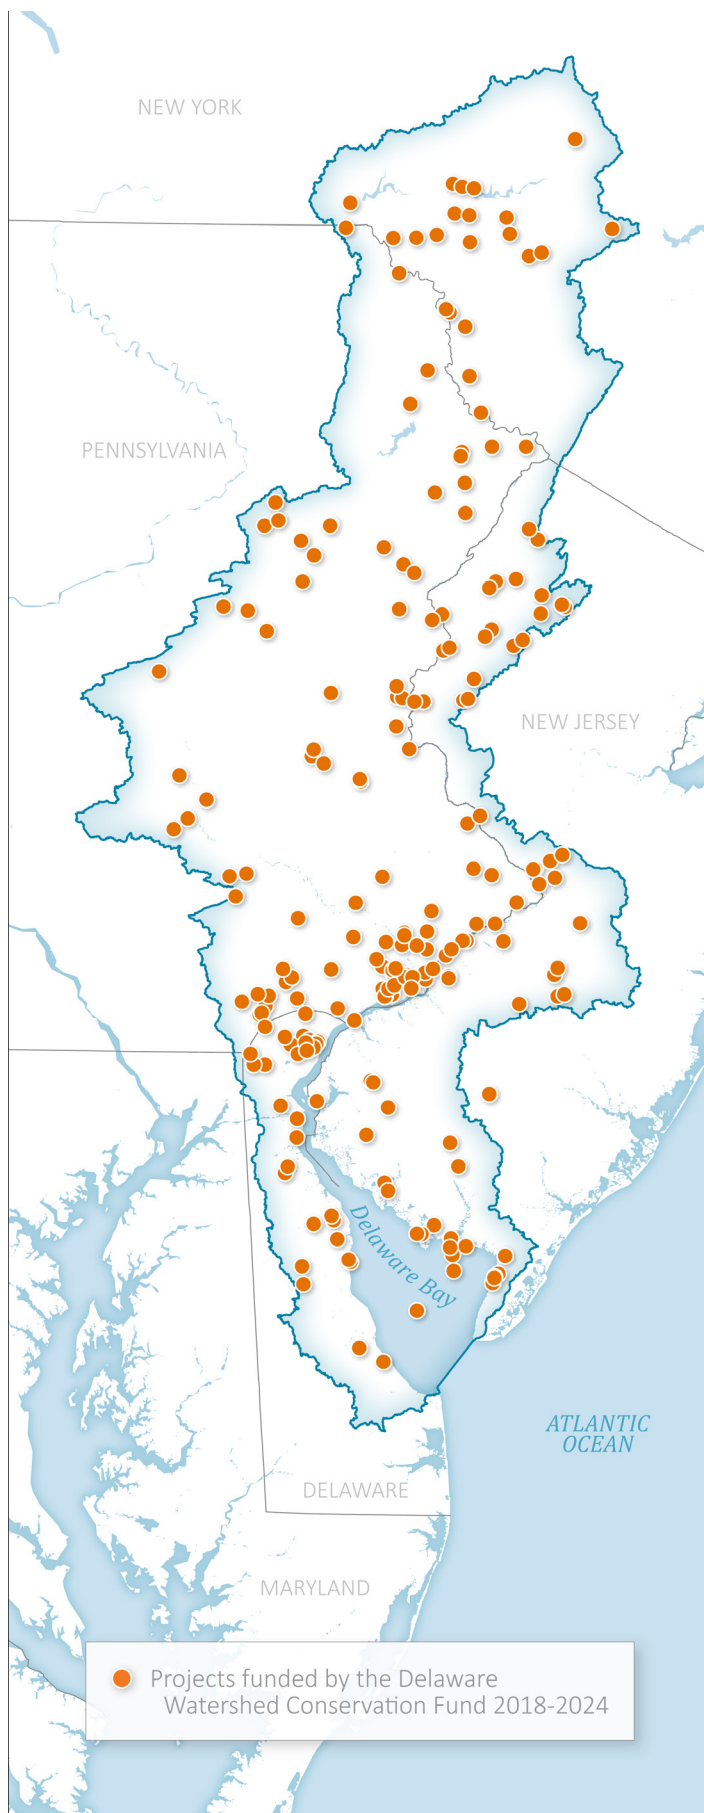 NEW YORK
PENNSYLVANIA
NEW JERSEY
Delaware Bay
ATLANTIC
OCEAN
DELAWARE
MARYLAND
Projects funded by the Delaware
Watershed Conservation Fund 2018-2024